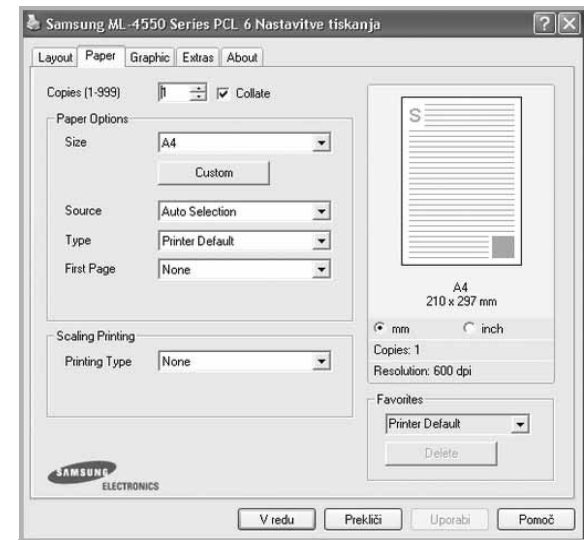 Samsung ML-4550 Series PCL 6 Nastavitve tiskanja
Layout Paper Graphic Extras About
Copies (1-999) 1 Collate
Paper Options
Size A4
Custom
Source Auto Selection
Type Printer Default
First Page None
Scaling Printing
Printing Type None
S
A4
210 x 297 mm
mm inch
Copies: 1
Resolution: 600 dpi
Favorites
Printer Default
Delete
SAMSUNG
ELECTRONICS
V redu Prekliči Uporabi Pomoč